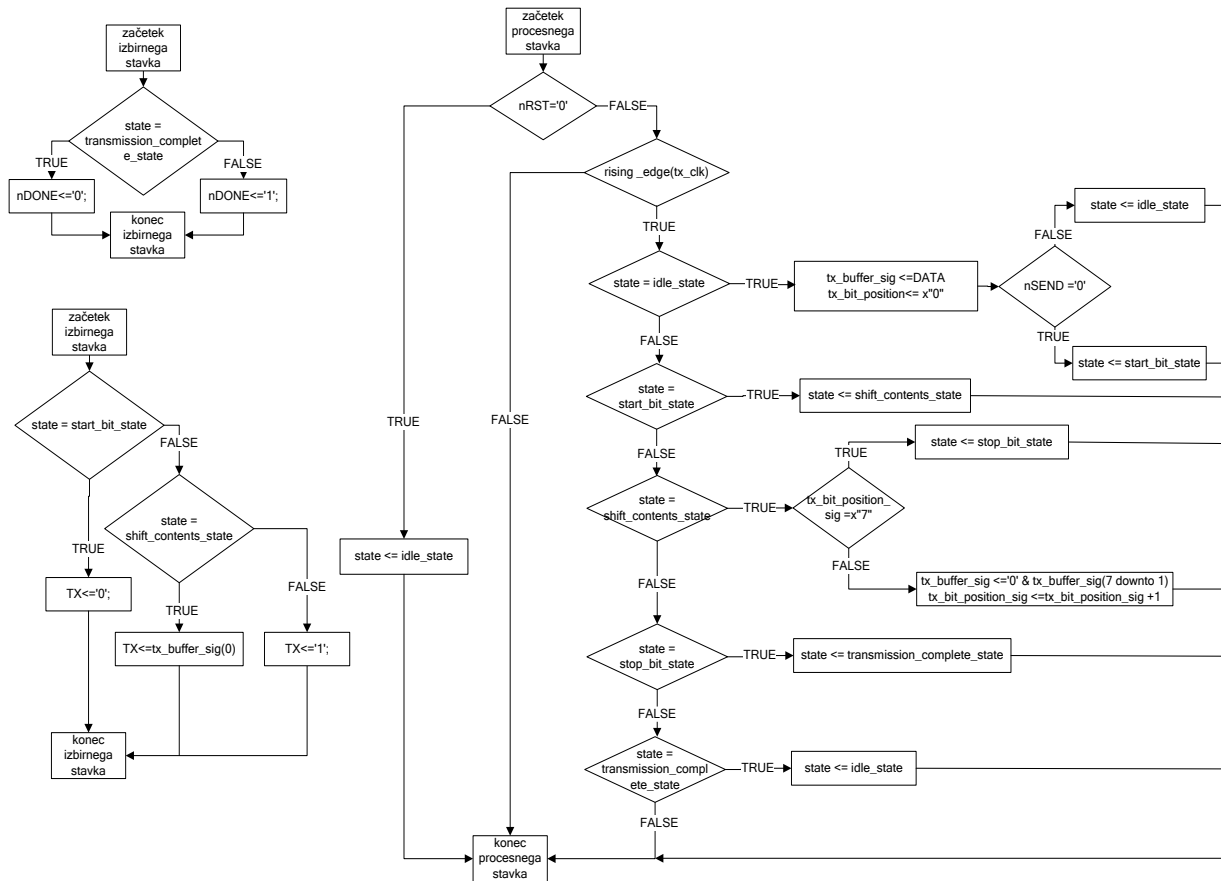 začetek
izbirnega
stavka
state =
transmission_complet
e_state
TRUE
FALSE
nDONE<='0';
nDONE<='1';
konec
izbirnega
stavka
začetek
izbirnega
stavka
state = start_bit_state
FALSE
state =
shift_contents_state
TRUE
FALSE
TX<='0';
TRUE
TX<=tx_buffer_sig(0)
TX<='1';
konec
izbirnega
stavka
začetek
procesnega
stavka
nRST='0'
FALSE
rising _edge(tx_clk)
TRUE
state = idle_state
TRUE
tx_buffer_sig <=DATA
tx_bit_position<= x"0"
nSEND ='0'
FALSE
state <= idle_state
TRUE
state <= start_bit_state
FALSE
state =
start_bit_state
TRUE
state <= shift_contents_state
FALSE
TRUE
FALSE
state =
shift_contents_state
TRUE
tx_bit_position_
sig =x"7"
TRUE
state <= stop_bit_state
FALSE
tx_buffer_sig <='0' & tx_buffer_sig(7 downto 1)
tx_bit_position_sig <=tx_bit_position_sig +1
state <= idle_state
FALSE
state =
stop_bit_state
TRUE
state <= transmission_complete_state
FALSE
state =
transmission_compl
ete_state
TRUE
state <= idle_state
FALSE
konec
procesnega
stavka